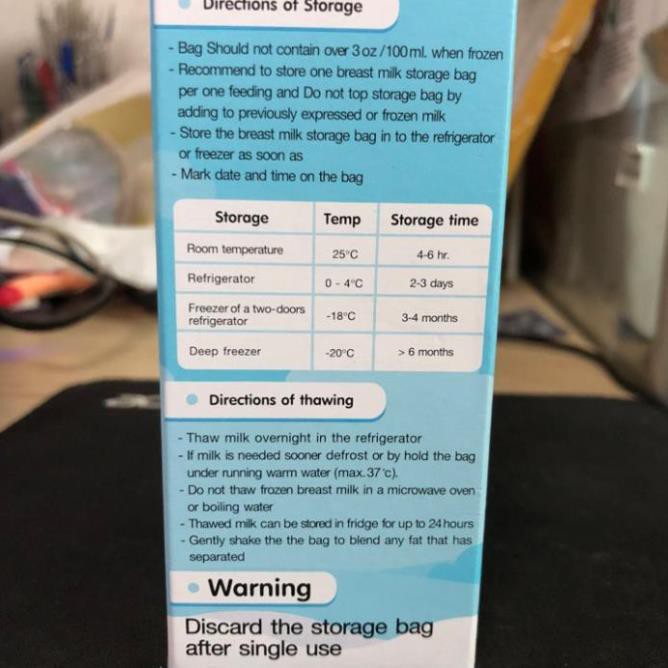 Directions of Storage
- Bag Should not contain over 3 oz / 100 ml. when frozen
- Recommend to store one breast milk storage bag
per one feeding and Do not top storage bag by
adding to previously expressed or frozen milk
- Store the breast milk storage bag in to the refrigerator
or freezer as soon as
- Mark date and time on the bag
Storage Temp Storage time
Room temperature 25°C 4-6 hr.
Refrigerator 0 - 4°C 2-3 days
Freezer of a two-doors
refrigerator -18°C 3-4 months
Deep freezer -20°C > 6 months
Directions of thawing
- Thaw milk overnight in the refrigerator
- If milk is needed sooner defrost or by hold the bag
under running warm water (max. 37°c).
- Do not thaw frozen breast milk in a microwave oven
or boiling water
- Thawed milk can be stored in fridge for up to 24 hours
- Gently shake the the bag to blend any fat that has
separated
Warning
Discard the storage bag
after single use